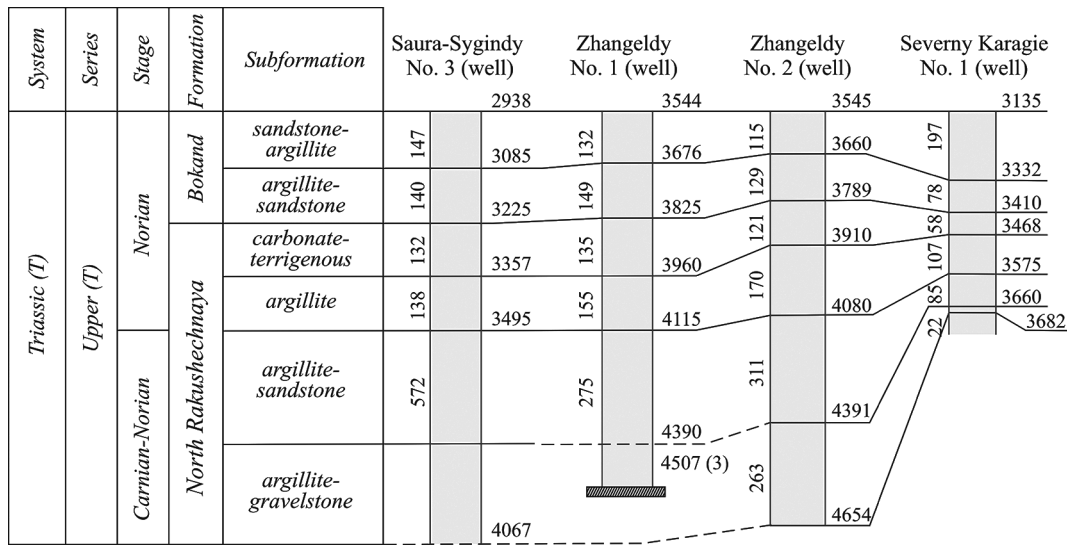 System
Series
Stage
Formation
Subformation
Saura-Sygindy
No. 3 (well)
Zhangeldy
No. 1 (well)
Zhangeldy
No. 2 (well)
Severny Karagie
No. 1 (well)
2938
3544
3545
3135
Triassic (T)
Upper (T)
Norian
Carnian-Norian
Bokand
North Rakushechnaya
sandstone-
argillite
argillite-
sandstone
carbonate-
terrigenous
argillite
argillite-
sandstone
argillite-
gravelstone
147
3085
140
3225
132
3357
138
3495
572
4067
132
3676
149
3825
135
3960
155
4115
275
4390
4507 (3)
115
3660
129
3789
121
3910
170
4080
311
4391
263
4654
197
3332
78
3410
58
3468
107
3575
85
3660
22
3682